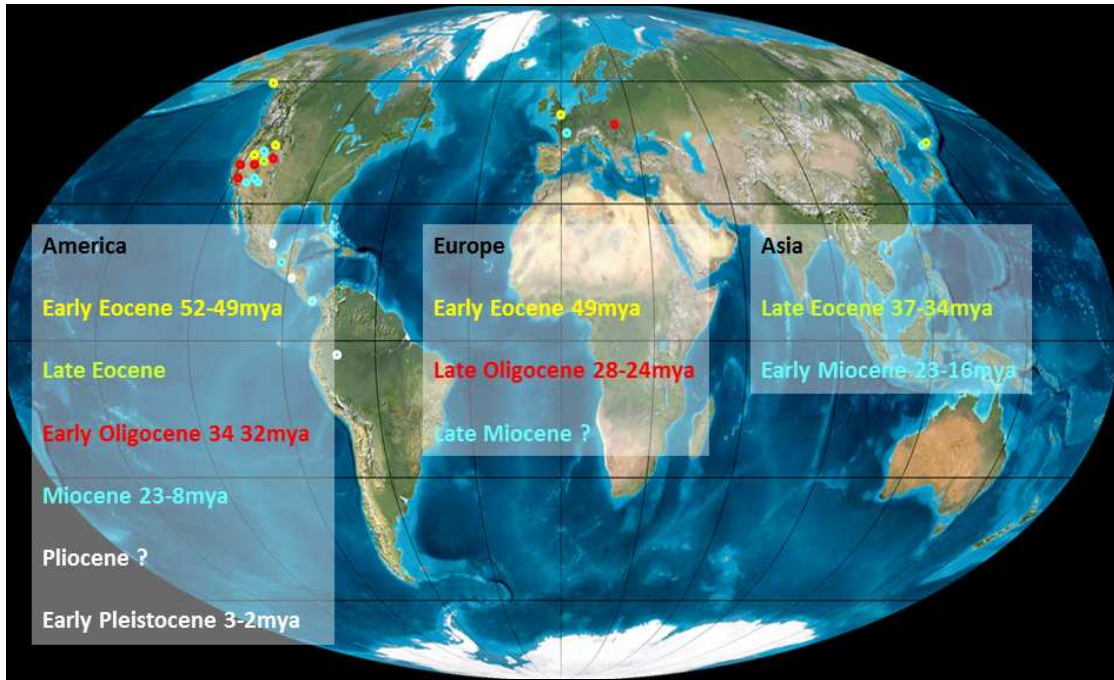 America
Early Eocene 52-49mya
Late Eocene
Early Oligocene 34 32mya
Miocene 23-8mya
Pliocene ?
Early Pleistocene 3-2mya
Europe
Early Eocene 49mya
Late Oligocene 28-24mya
Late Miocene ?
Asia
Late Eocene 37-34mya
Early Miocene 23-16mya